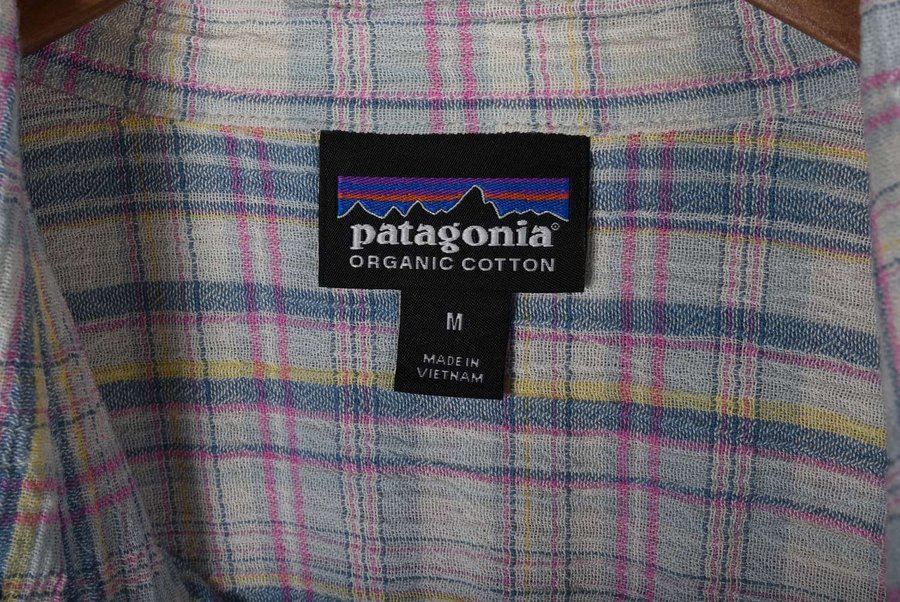 patagonia®
ORGANIC COTTON
M
MADE IN
VIETNAM